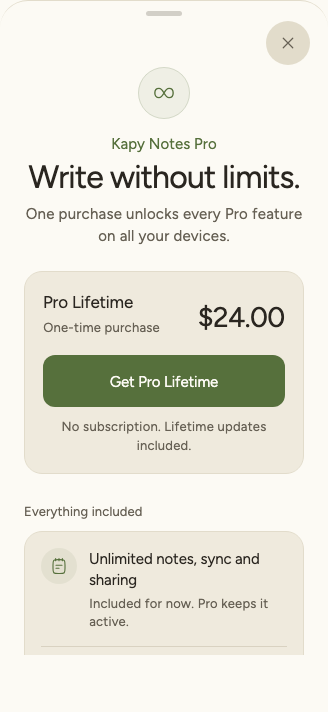 Kapy Notes Pro
Write without limits.
One purchase unlocks every Pro feature
on all your devices.
Pro Lifetime
One-time purchase
$24.00
Get Pro Lifetime
No subscription. Lifetime updates
included.
Everything included
Unlimited notes, sync and
sharing
Included for now. Pro keeps it
active.